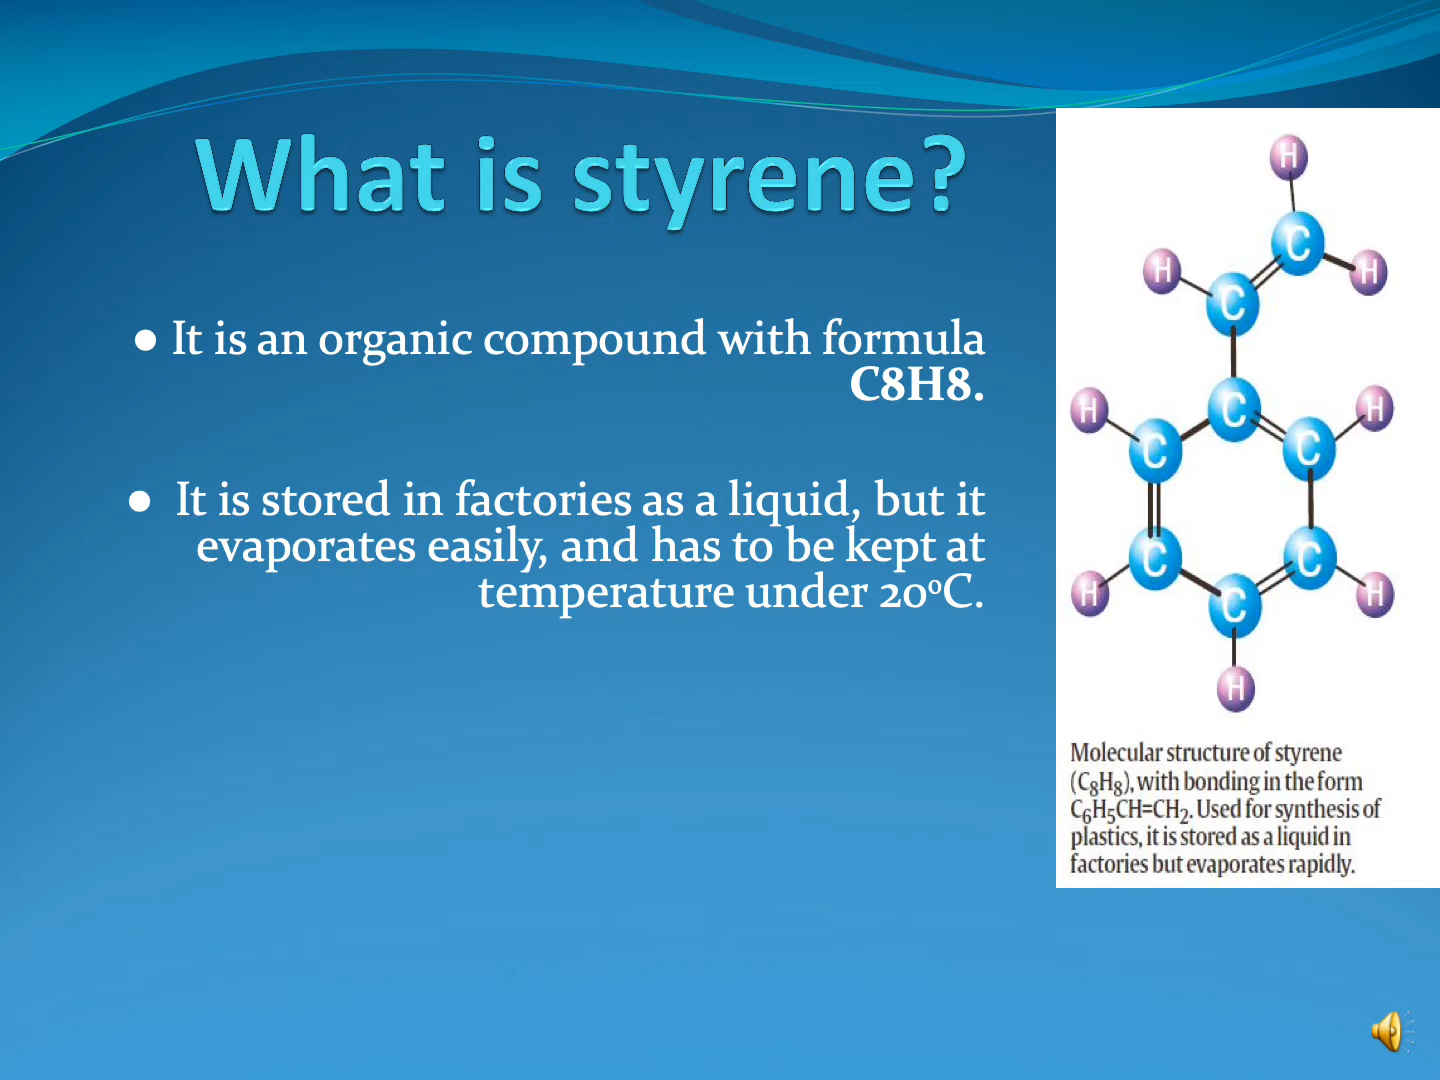 What is styrene?
● It is an organic compound with formula
C8H8.
● It is stored in factories as a liquid, but it
evaporates easily, and has to be kept at
temperature under 20⁰C.
H
C
H
H
C
C
H
H
C
C
C
C
H
H
C
H
Molecular structure of styrene
(C₈H₈), with bonding in the form
C₆H₅CH=CH₂. Used for synthesis of
plastics, it is stored as a liquid in
factories but evaporates rapidly.